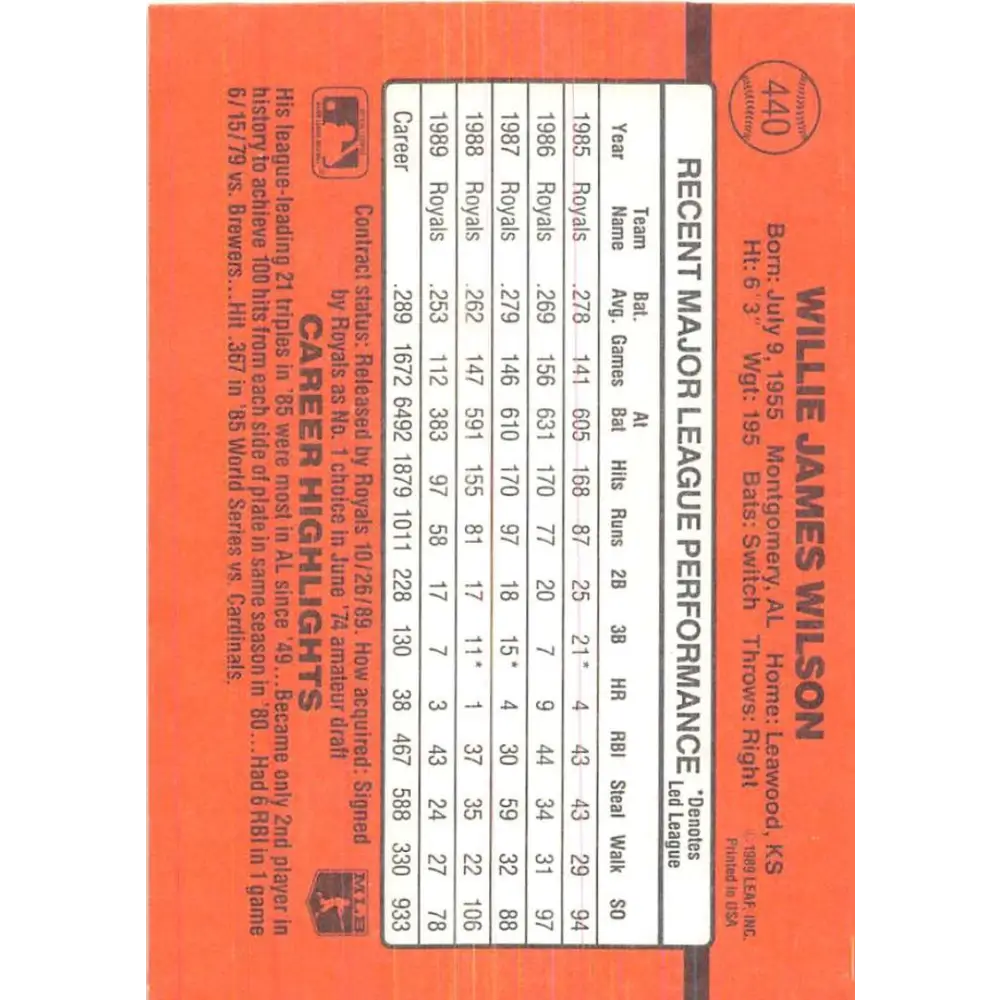 440
WILLIE JAMES WILSON
Born: July 9, 1955 Montgomery, AL Home: Leawood, KS
Ht: 6'3" Wgt: 195 Bats: Switch Throws: Right
© 1989 LEAF, INC.
Printed in USA
RECENT MAJOR LEAGUE PERFORMANCE *Denotes Led League
Year Team Name Bat. Avg. Games At Bat Hits Runs 2B 3B HR RBI Steal Walk SO
1985 Royals .278 141 605 168 87 25 21* 4 43 43 29 94
1986 Royals .269 156 631 170 77 20 7 9 44 34 31 97
1987 Royals .279 146 610 170 97 18 15* 4 30 59 32 88
1988 Royals .262 147 591 155 81 17 11* 1 37 35 22 106
1989 Royals .253 112 383 97 58 17 7 3 43 24 27 78
Career .289 1672 6492 1879 1011 228 130 38 467 588 330 933
Contract status: Released by Royals 10/26/89. How acquired: Signed
by Royals as No. 1 choice in June '74 amateur draft
MLB
CAREER HIGHLIGHTS
His league-leading 21 triples in '85 were most in AL since '49...Became only 2nd player in
history to achieve 100 hits from each side of plate in same season in '80...Had 6 RBI in 1 game
6/15/79 vs. Brewers...Hit .367 in '85 World Series vs. Cardinals.